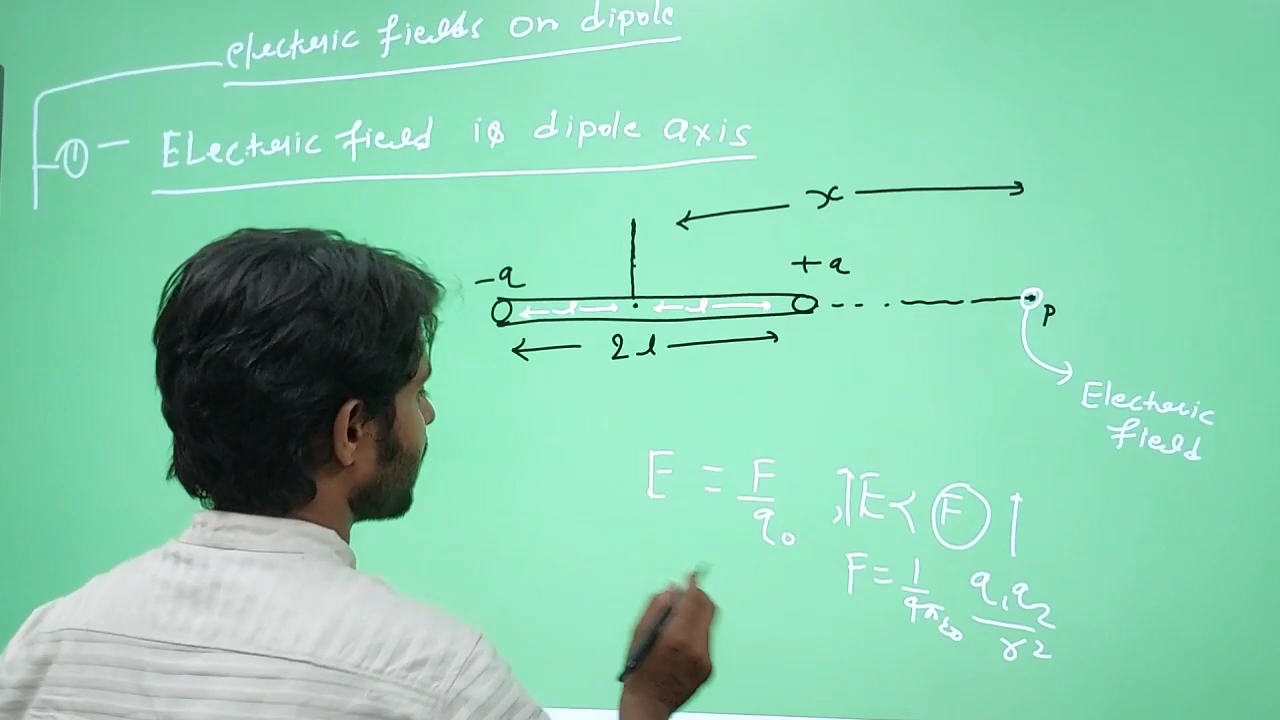 Electric fields on dipole
① — Electric field is dipole axis
x
-q
+q
l
l
2l
P
Electric
field
E = F/q₀ , ↑E ∝ F ↑
F = 1/4πε₀ q₁q₂/r²